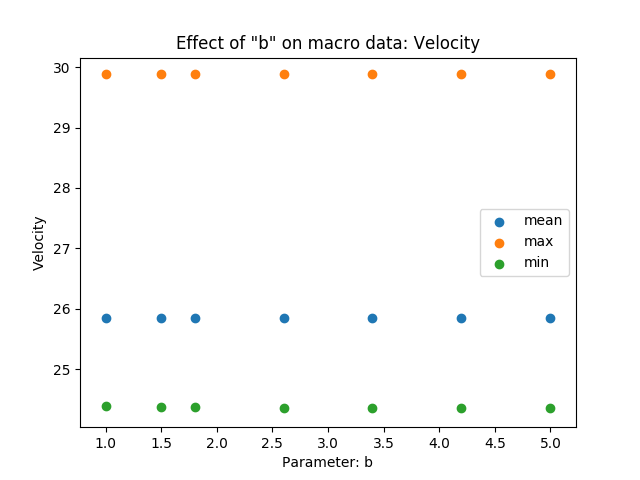 Effect of "b" on macro data: Velocity
30
29
28
27
26
25
Velocity
mean
max
min
1.0 1.5 2.0 2.5 3.0 3.5 4.0 4.5 5.0
Parameter: b